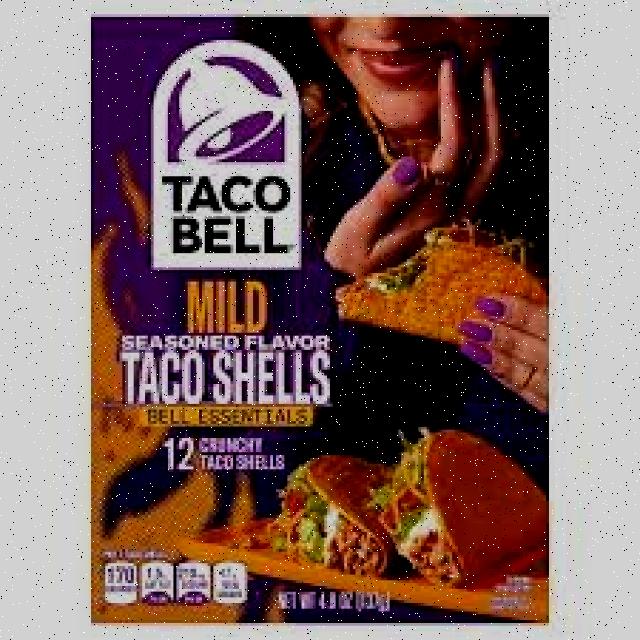 TACO
BELL
MILD
SEASONED FLAVOR
TACO SHELLS
BELL ESSENTIALS
12 CRUNCHY
TACO SHELLS
170
NET WT 4.8 OZ